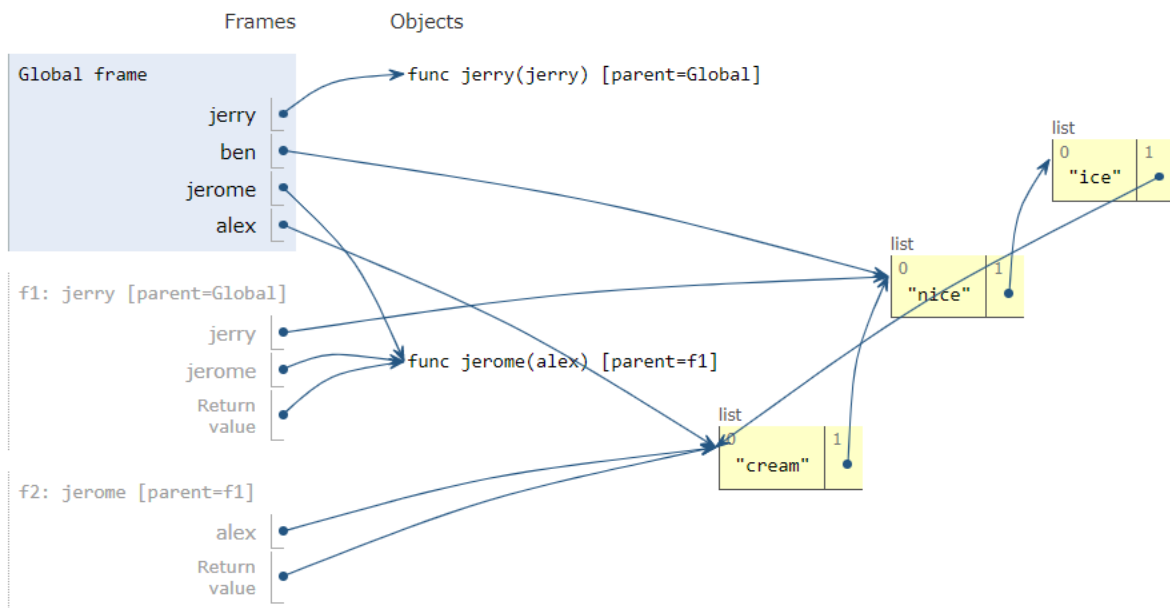 Frames Objects
Global frame
func jerry(jerry) [parent=Global]
jerry
list
ben
0 1
"ice"
jerome
alex
list
0 1
"nice"
f1: jerry [parent=Global]
jerry
jerome
func jerome(alex) [parent=f1]
Return
value
list
0 1
"cream"
f2: jerome [parent=f1]
alex
Return
value